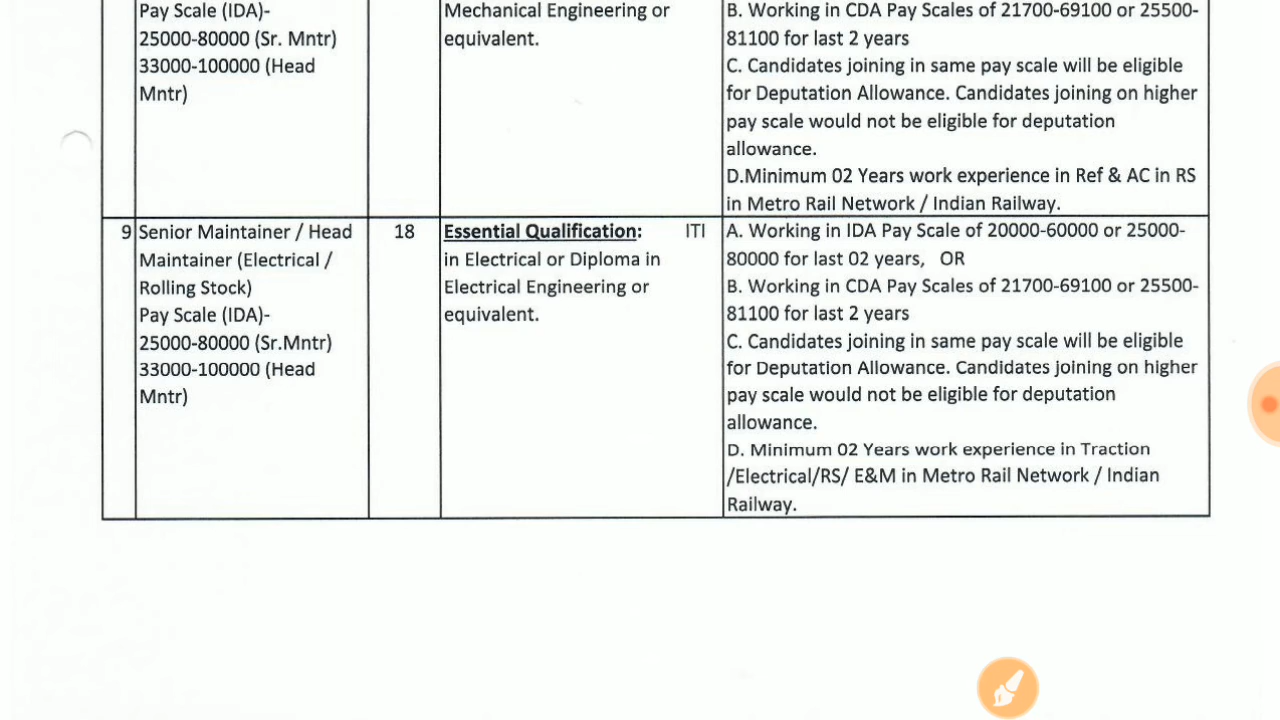 Pay Scale (IDA)-
25000-80000 (Sr. Mntr)
33000-100000 (Head
Mntr)
Mechanical Engineering or
equivalent.
B. Working in CDA Pay Scales of 21700-69100 or 25500-
81100 for last 2 years
C. Candidates joining in same pay scale will be eligible
for Deputation Allowance. Candidates joining on higher
pay scale would not be eligible for deputation
allowance.
D.Minimum 02 Years work experience in Ref & AC in RS
in Metro Rail Network / Indian Railway.
9
Senior Maintainer / Head
Maintainer (Electrical /
Rolling Stock)
Pay Scale (IDA)-
25000-80000 (Sr.Mntr)
33000-100000 (Head
Mntr)
18
Essential Qualification: ITI
in Electrical or Diploma in
Electrical Engineering or
equivalent.
A. Working in IDA Pay Scale of 20000-60000 or 25000-
80000 for last 02 years, OR
B. Working in CDA Pay Scales of 21700-69100 or 25500-
81100 for last 2 years
C. Candidates joining in same pay scale will be eligible
for Deputation Allowance. Candidates joining on higher
pay scale would not be eligible for deputation
allowance.
D. Minimum 02 Years work experience in Traction
/Electrical/RS/ E&M in Metro Rail Network / Indian
Railway.